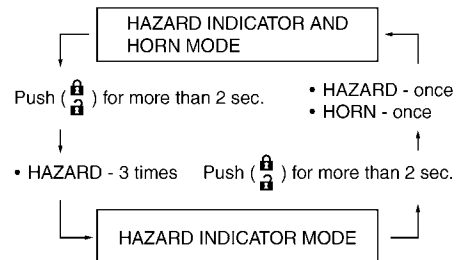 HAZARD INDICATOR AND
HORN MODE
Push ( ) for more than 2 sec.
• HAZARD - once
• HORN - once
• HAZARD - 3 times
Push ( ) for more than 2 sec.
HAZARD INDICATOR MODE